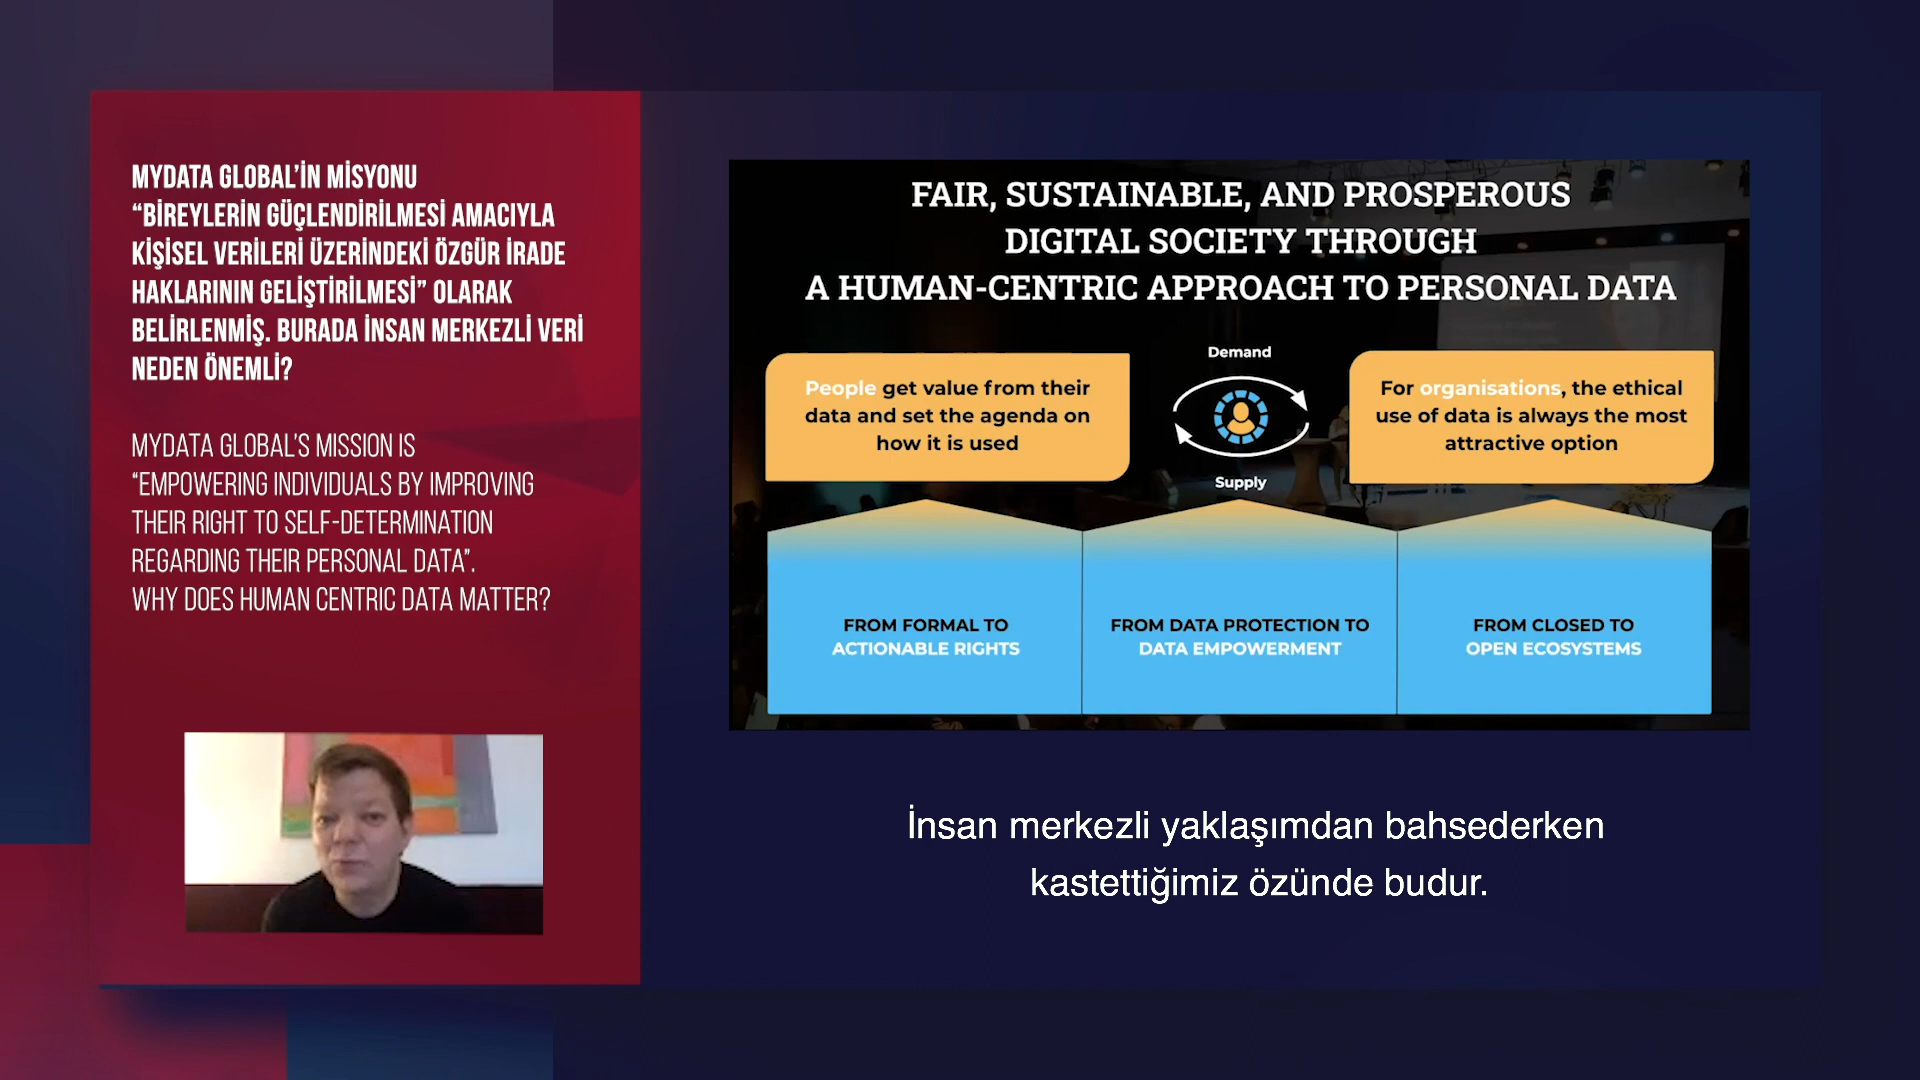 MYDATA GLOBAL’İN MİSYONU
“BİREYLERİN GÜÇLENDİRİLMESİ AMACIYLA
KİŞİSEL VERİLERİ ÜZERİNDEKİ ÖZGÜR İRADE
HAKLARININ GELİŞTİRİLMESİ” OLARAK
BELİRLENMİŞ. BURADA İNSAN MERKEZLİ VERİ
NEDEN ÖNEMLİ?
MYDATA GLOBAL’S MISSION IS
“EMPOWERING INDIVIDUALS BY IMPROVING
THEIR RIGHT TO SELF-DETERMINATION
REGARDING THEIR PERSONAL DATA”.
WHY DOES HUMAN CENTRIC DATA MATTER?
FAIR, SUSTAINABLE, AND PROSPEROUS
DIGITAL SOCIETY THROUGH
A HUMAN-CENTRIC APPROACH TO PERSONAL DATA
People get value from their
data and set the agenda on
how it is used
Demand
Supply
For organisations, the ethical
use of data is always the most
attractive option
FROM FORMAL TO
ACTIONABLE RIGHTS
FROM DATA PROTECTION TO
DATA EMPOWERMENT
FROM CLOSED TO
OPEN ECOSYSTEMS
İnsan merkezli yaklaşımdan bahsederken
kastettiğimiz özünde budur.